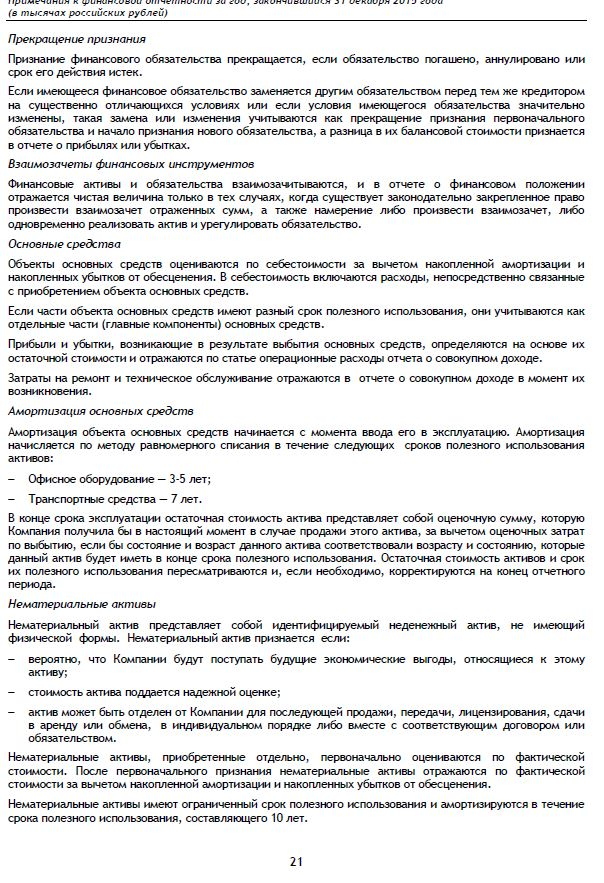 Примечания к финансовой отчетности за год, закончившийся 31 декабря 2015 года
(в тысячах российских рублей)
Прекращение признания
Признание финансового обязательства прекращается, если обязательство погашено, аннулировано или
срок его действия истек.
Если имеющееся финансовое обязательство заменяется другим обязательством перед тем же кредитором
на существенно отличающихся условиях или если условия имеющегося обязательства значительно
изменены, такая замена или изменения учитываются как прекращение признания первоначального
обязательства и начало признания нового обязательства, а разница в их балансовой стоимости признается
в отчете о прибылях или убытках.
Взаимозачеты финансовых инструментов
Финансовые активы и обязательства взаимозачитываются, и в отчете о финансовом положении
отражается чистая величина только в тех случаях, когда существует законодательно закрепленное право
произвести взаимозачет отраженных сумм, а также намерение либо произвести взаимозачет, либо
одновременно реализовать актив и урегулировать обязательство.
Основные средства
Объекты основных средств оцениваются по себестоимости за вычетом накопленной амортизации и
накопленных убытков от обесценения. В себестоимость включаются расходы, непосредственно связанные
с приобретением объекта основных средств.
Если части объекта основных средств имеют разный срок полезного использования, они учитываются как
отдельные части (главные компоненты) основных средств.
Прибыли и убытки, возникающие в результате выбытия основных средств, определяются на основе их
остаточной стоимости и отражаются по статье операционные расходы отчета о совокупном доходе.
Затраты на ремонт и техническое обслуживание отражаются в отчете о совокупном доходе в момент их
возникновения.
Амортизация основных средств
Амортизация объекта основных средств начинается с момента ввода его в эксплуатацию. Амортизация
начисляется по методу равномерного списания в течение следующих сроков полезного использования
активов:
– Офисное оборудование — 3-5 лет;
– Транспортные средства — 7 лет.
В конце срока эксплуатации остаточная стоимость актива представляет собой оценочную сумму, которую
Компания получила бы в настоящий момент в случае продажи этого актива, за вычетом оценочных затрат
по выбытию, если бы состояние и возраст данного актива соответствовали возрасту и состоянию, которые
данный актив будет иметь в конце срока полезного использования. Остаточная стоимость активов и срок
их полезного использования пересматриваются и, если необходимо, корректируются на конец отчетного
периода.
Нематериальные активы
Нематериальный актив представляет собой идентифицируемый неденежный актив, не имеющий
физической формы. Нематериальный актив признается если:
– вероятно, что Компании будут поступать будущие экономические выгоды, относящиеся к этому
активу;
– стоимость актива поддается надежной оценке;
– актив может быть отделен от Компании для последующей продажи, передачи, лицензирования, сдачи
в аренду или обмена, в индивидуальном порядке либо вместе с соответствующим договором или
обязательством.
Нематериальные активы, приобретенные отдельно, первоначально оцениваются по фактической
стоимости. После первоначального признания нематериальные активы отражаются по фактической
стоимости за вычетом накопленной амортизации и накопленных убытков от обесценения.
Нематериальные активы имеют ограниченный срок полезного использования и амортизируются в течение
срока полезного использования, составляющего 10 лет.
21